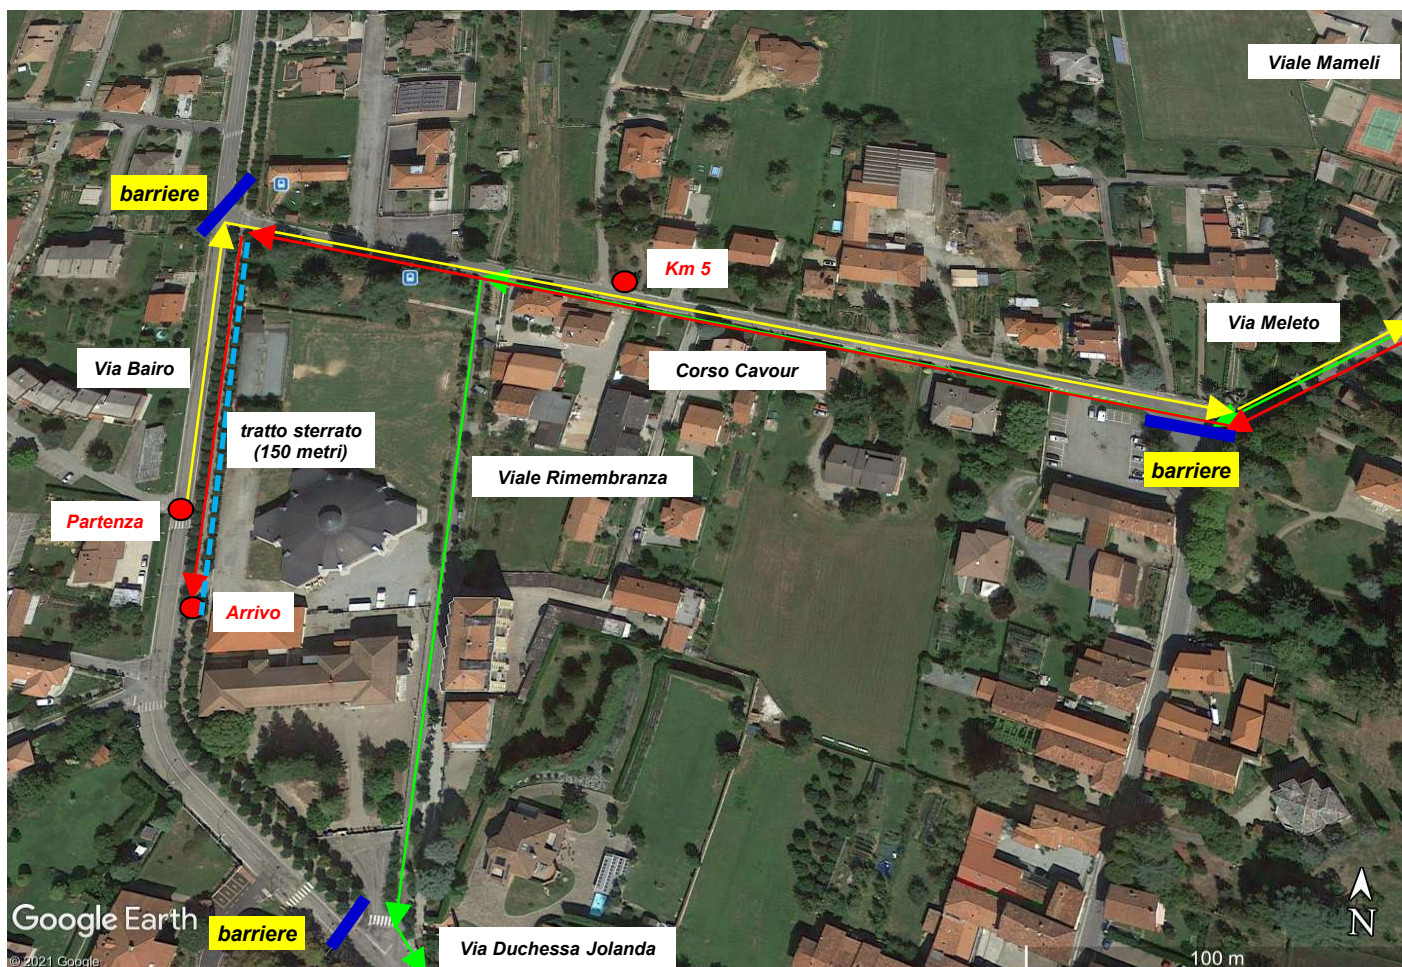 Viale Mameli
barriere
Km 5
Via Meleto
Via Bairo
Corso Cavour
tratto sterrato
(150 metri)
Viale Rimembranza
barriere
Partenza
Arrivo
Google Earth
barriere
Via Duchessa Jolanda
N
© 2021 Google
100 m